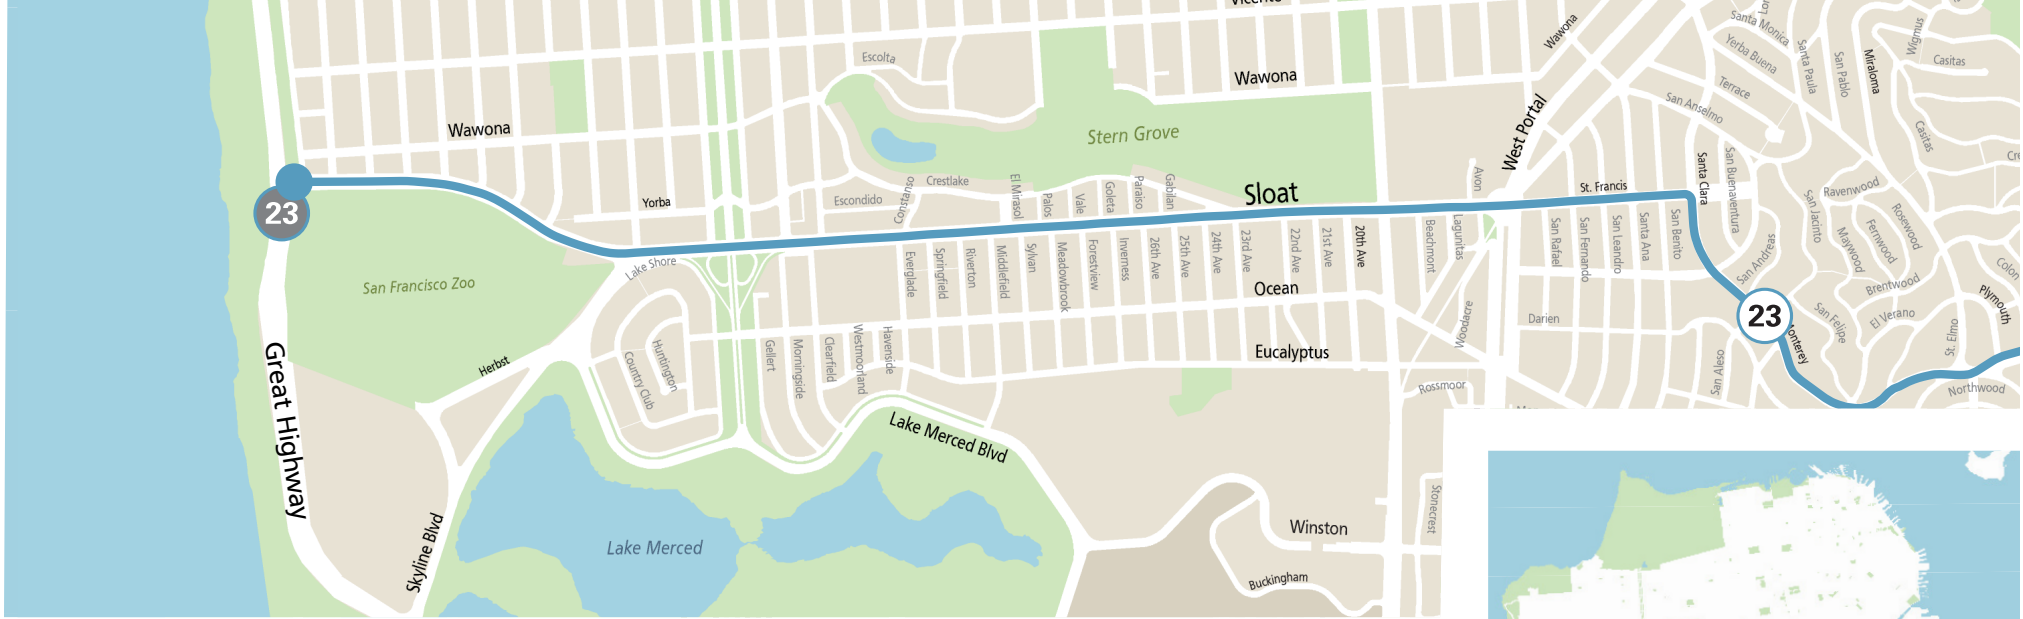 Vicente
Santa Monica
Wawona
Yerba Buena
Santa Paula
San Pablo
Miraloma
Wigmus
Casitas
Escolta
Wawona
Terrace
San Anselmo
Casitas
Wawona
Stern Grove
West Portal
Santa Clara
San Buenaventura
Avon
Ravenwood
St. Francis
Crestlake
El Mirasol
Palos
Vale
Goleta
Paraiso
Gabilan
Sloat
Yorba
Escondido
Constanso
23
San Jacinto
Rosewood
Fernwood
Maywood
San Andreas
Beachmont
Lagunitas
San Rafael
San Fernando
San Leandro
Santa Ana
San Benito
Everglade
Springfield
Riverton
Middlefield
Sylvan
Meadowbrook
Forestview
Inverness
26th Ave
25th Ave
24th Ave
23rd Ave
22nd Ave
21st Ave
20th Ave
Lake Shore
San Francisco Zoo
Ocean
Brentwood
Plymouth
Colon
23
Darien
Woodacre
San Felipe
El Verano
St. Elmo
Monterey
Great Highway
Herbst
Huntington
Country Club
Gellert
Morningside
Clearfield
Westmoorland
Havenside
Eucalyptus
Rossmoor
San Aleso
Northwood
Lake Merced Blvd
Skyline Blvd
Lake Merced
Winston
Stonecrest
Buckingham